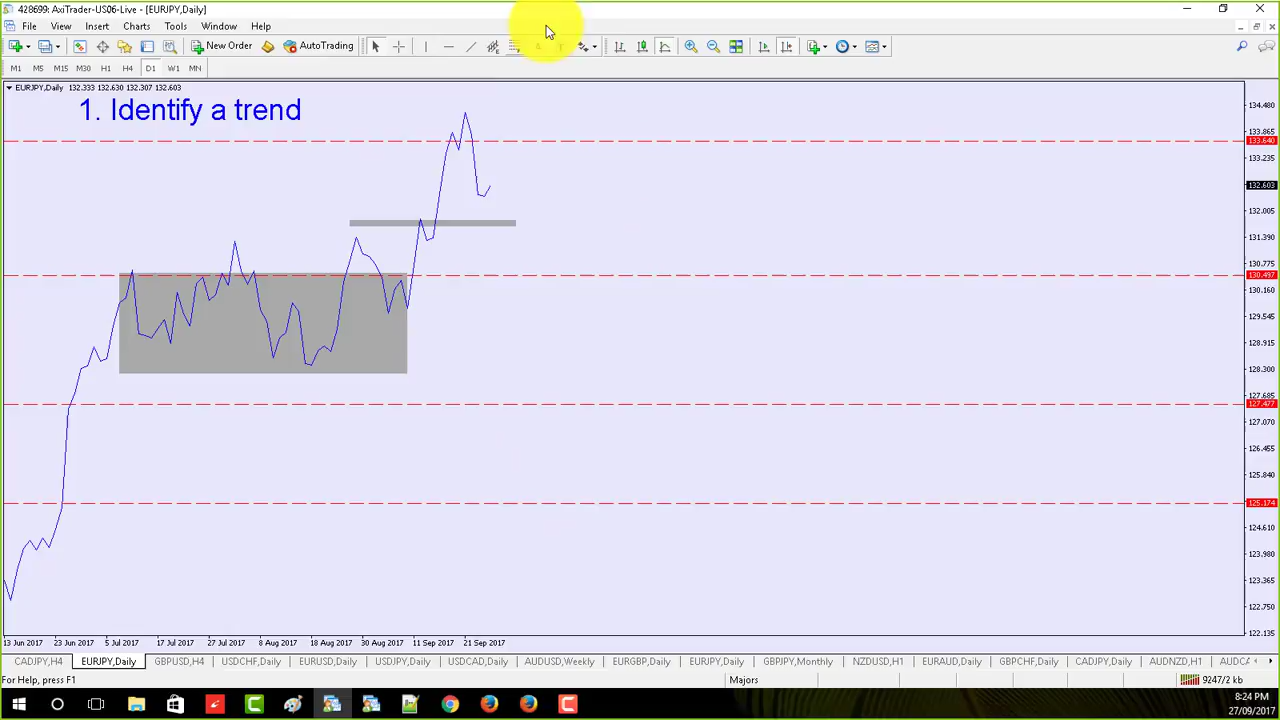 428699: AxiTrader-US06-Live - [EURJPY,Daily]
File View Insert Charts Tools Window Help
New Order AutoTrading
M1 M5 M15 M30 H1 H4 D1 W1 MN
EURJPY,Daily 132.333 132.630 132.307 132.603
1. Identify a trend
134.480
133.865
133.640
133.235
132.603
132.005
131.390
130.775
130.497
130.160
129.545
128.915
128.300
127.685
127.477
127.070
126.455
125.840
125.174
124.610
123.980
123.365
122.750
122.135
13 Jun 2017 23 Jun 2017 5 Jul 2017 17 Jul 2017 27 Jul 2017 8 Aug 2017 18 Aug 2017 30 Aug 2017 11 Sep 2017 21 Sep 2017
CADJPY,H4 EURJPY,Daily GBPUSD,H4 USDCHF,Daily EURUSD,Daily USDJPY,Daily USDCAD,Daily AUDUSD,Weekly EURGBP,Daily EURJPY,Daily GBPJPY,Monthly NZDUSD,H1 EURAUD,Daily GBPCHF,Daily CADJPY,Daily AUDNZD,H1 AUDCA
For Help, press F1 Majors 9247/2 kb
8:24 PM
27/09/2017